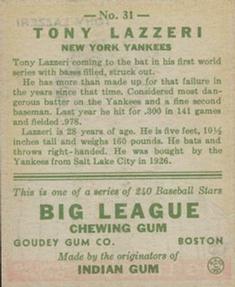 — No. 31 —
TONY LAZZERI
NEW YORK YANKEES
Tony Lazzeri coming to the bat in his first world
series with bases filled, struck out.
He has more than made up for that failure in
the years since that time. Considered most dan-
gerous batter on the Yankees and a fine second
baseman. Last year he hit for .300 in 141 games
and fielded .978.
Lazzeri is 28 years of age. He is five feet, 10½
inches tall and weighs 160 pounds. He bats and
throws right-handed. He was bought by the
Yankees from Salt Lake City in 1926.
This is one of a series of 240 Baseball Stars
BIG LEAGUE
CHEWING GUM
GOUDEY GUM CO. BOSTON
Made by the originators of
INDIAN GUM